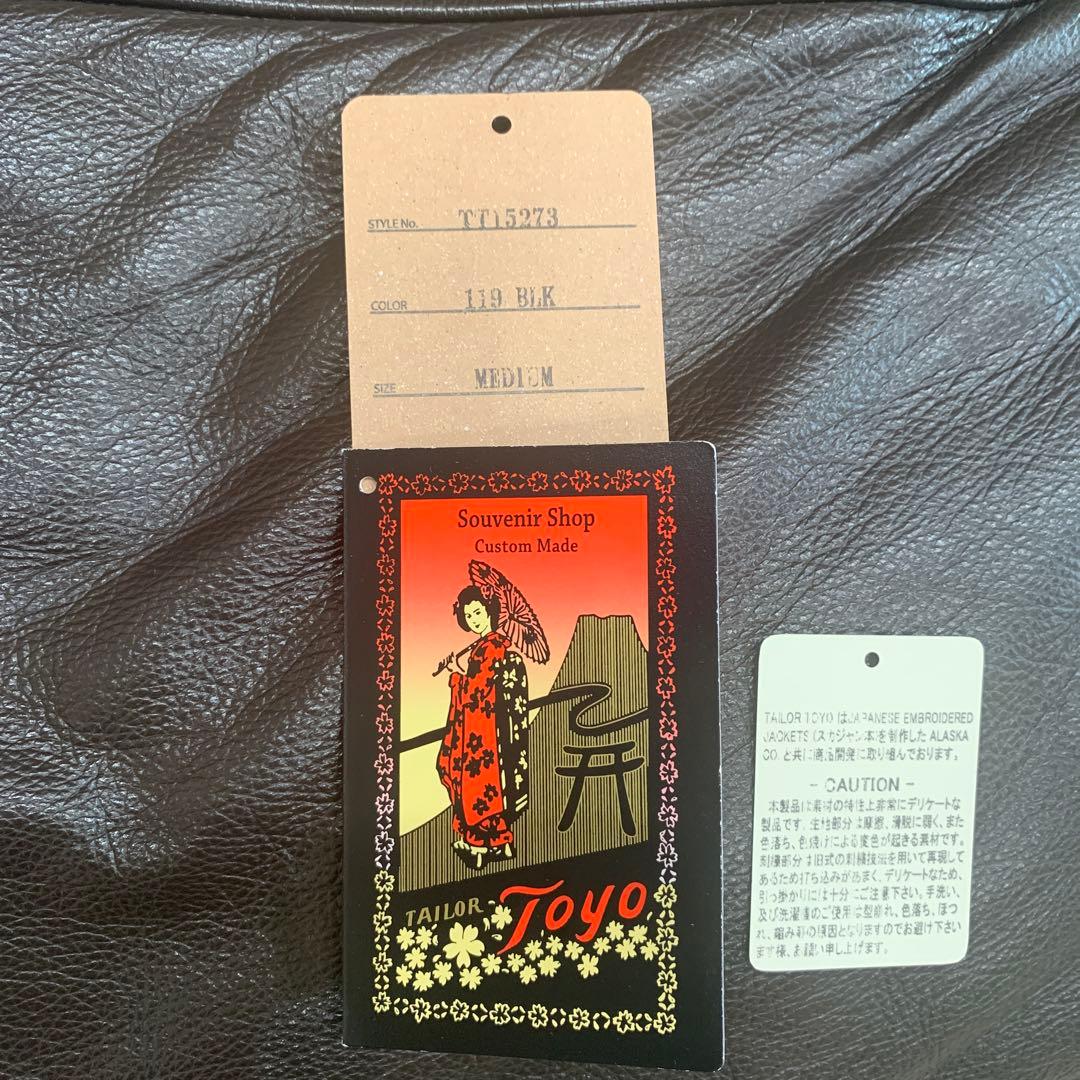 STYLE No. TT15273
COLOR 119 BLK
SIZE MEDIUM
Souvenir Shop
Custom Made
TAILOR Toyo
TAILOR TOYO はJAPANESE EMBROIDERED
JACKETS (スカジャン本)を制作した ALASKA
CO. と共に商品開発に取り組んでおります。
- CAUTION -
本製品は素材の特性上非常にデリケートな
製品です。生地部分は摩擦、滑脱に弱く、また
色落ち、色焼けによる変色が起きる素材です。
刺繍部分は旧式の刺繍技法を用いて再現して
あるため打ち込みがあまく、デリケートなため、
引っ掛かりには十分にご注意下さい。手洗い、
及び洗濯機のご使用は型崩れ、色落ち、ほつ
れ、縮み等の原因となりますのでお避け下さい
ます様、お願い申し上げます。